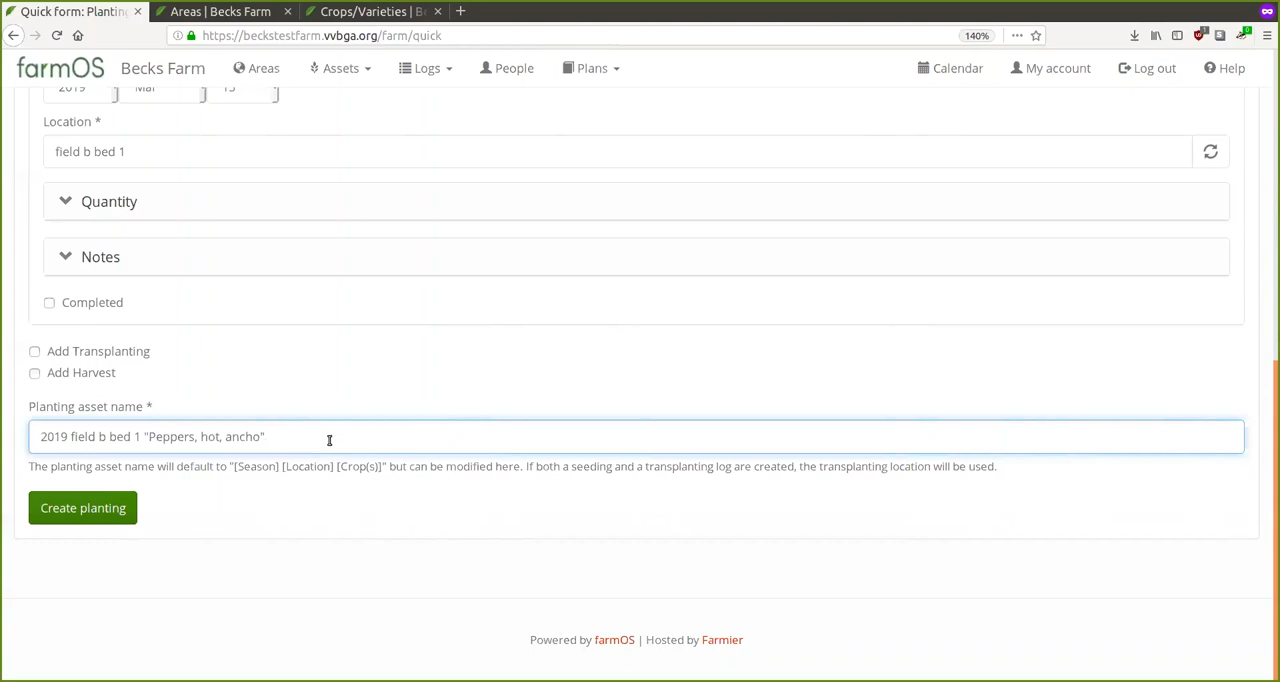 Quick form: Plantin
Areas | Becks Farm
Crops/Varieties | B
https://beckstestfarm.vvbga.org/farm/quick
140%
farmOS
Becks Farm
Areas
Assets
Logs
People
Plans
Calendar
My account
Log out
Help
2019
Mar
15
Location *
field b bed 1
Quantity
Notes
Completed
Add Transplanting
Add Harvest
Planting asset name *
2019 field b bed 1 "Peppers, hot, ancho"
The planting asset name will default to "[Season] [Location] [Crop(s)]" but can be modified here. If both a seeding and a transplanting log are created, the transplanting location will be used.
Create planting
Powered by farmOS | Hosted by Farmier